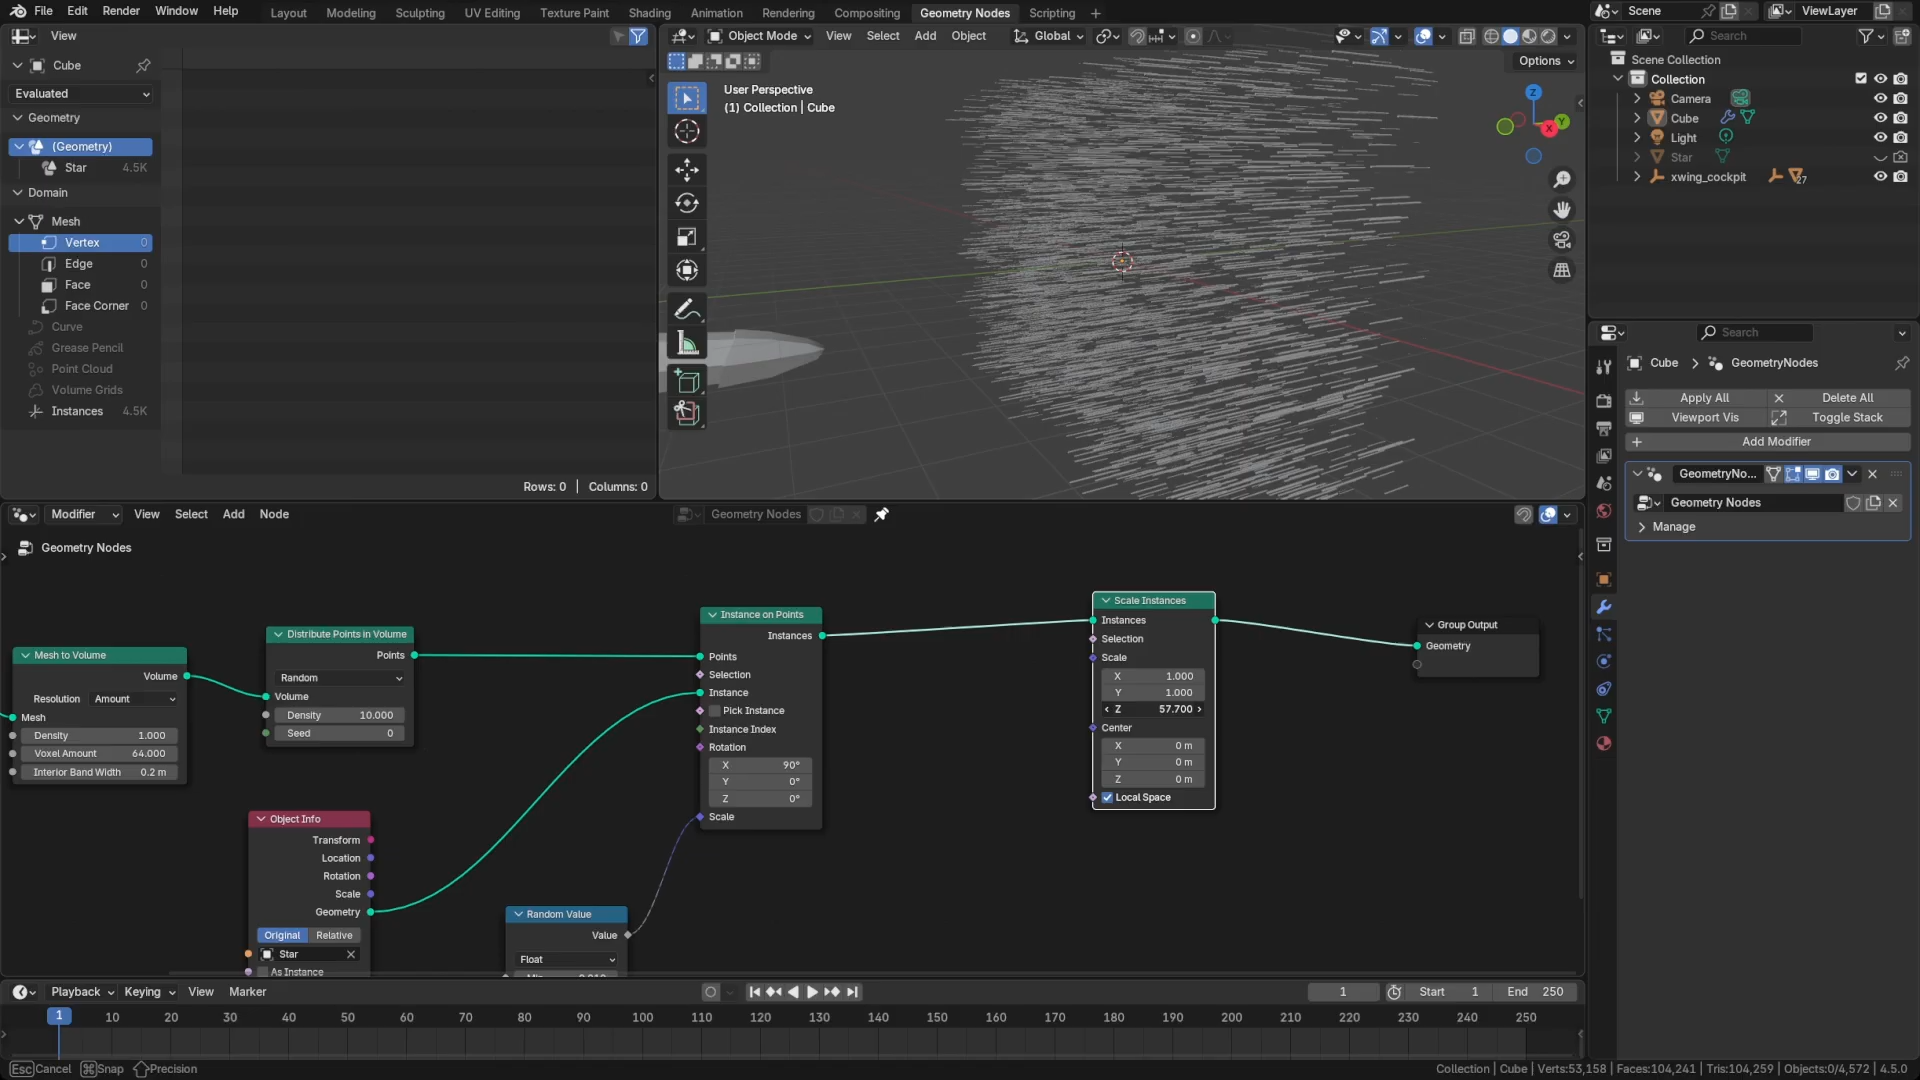 File Edit Render Window Help
Layout Modeling Sculpting UV Editing Texture Paint Shading Animation Rendering Compositing Geometry Nodes Scripting +
Scene
ViewLayer
View
Object Mode View Select Add Object
Global
Search
Cube
Options
Evaluated
Geometry
(Geometry)
Star 4.5K
Domain
Mesh
Vertex 0
Edge 0
Face 0
Face Corner 0
Curve
Grease Pencil
Point Cloud
Volume Grids
Instances 4.5K
Rows: 0 | Columns: 0
User Perspective
(1) Collection | Cube
Z
Y
X
Scene Collection
Collection
Camera
Cube
Light
Star
xwing_cockpit 27
Search
Cube > GeometryNodes
Apply All
Delete All
Viewport Vis
Toggle Stack
Add Modifier
GeometryNo...
Geometry Nodes
Manage
Modifier View Select Add Node
Geometry Nodes
Geometry Nodes
Mesh to Volume
Volume
Resolution Amount
Mesh
Density 1.000
Voxel Amount 64.000
Interior Band Width 0.2 m
Distribute Points in Volume
Points
Random
Volume
Density 10.000
Seed 0
Object Info
Transform
Location
Rotation
Scale
Geometry
Original Relative
Star
As Instance
Random Value
Value
Float
Instance on Points
Instances
Points
Selection
Instance
Pick Instance
Instance Index
Rotation
X 90°
Y 0°
Z 0°
Scale
Scale Instances
Instances
Selection
Scale
X 1.000
Y 1.000
Z 57.700
Center
X 0 m
Y 0 m
Z 0 m
Local Space
Group Output
Geometry
Playback Keying View Marker
1
Start 1
End 250
1 10 20 30 40 50 60 70 80 90 100 110 120 130 140 150 160 170 180 190 200 210 220 230 240 250
Esc Cancel Snap Precision
Collection | Cube | Verts:53,158 | Faces:104,241 | Tris:104,259 | Objects:0/4,572 | 4.5.0